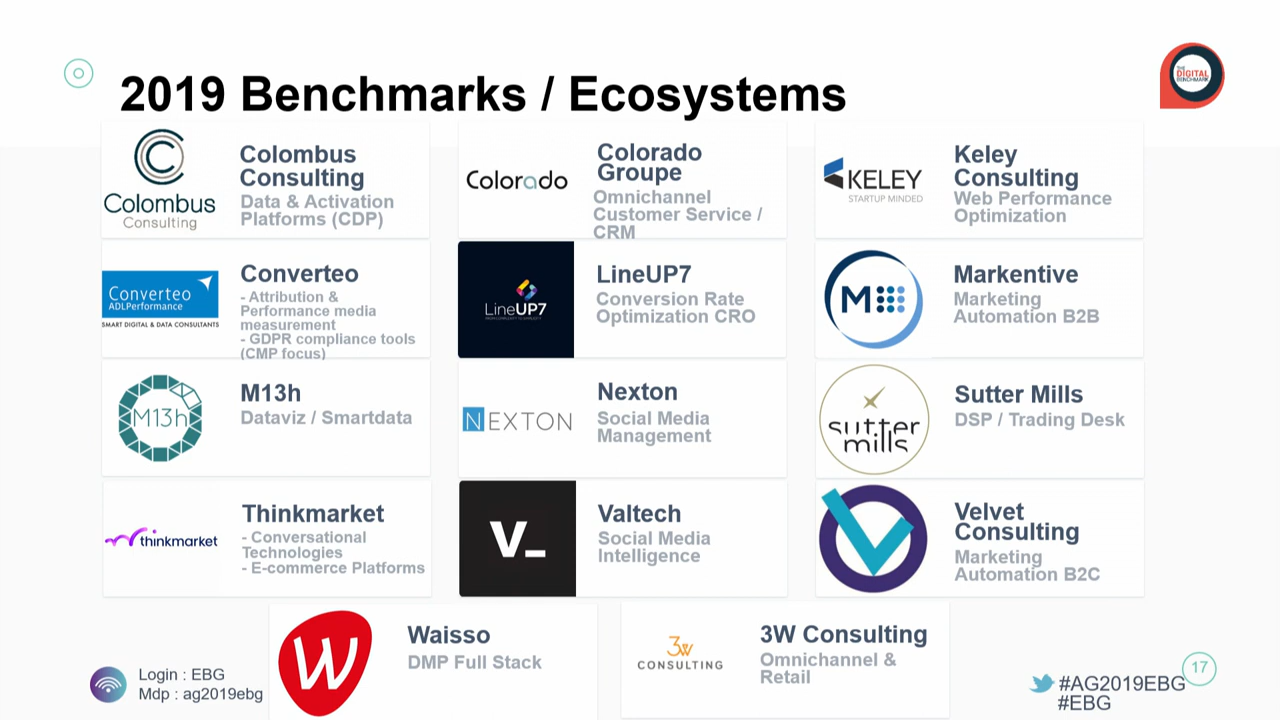 2019 Benchmarks / Ecosystems
THE
DIGITAL
BENCHMARK
Colombus
Consulting
Colombus
Consulting
Data & Activation
Platforms (CDP)
Colorado
Colorado
Groupe
Omnichannel
Customer Service /
CRM
KELEY
STARTUP MINDED
Keley
Consulting
Web Performance
Optimization
Converteo
ADLPerformance
SMART DIGITAL & DATA CONSULTANTS
Converteo
- Attribution &
Performance media
measurement
- GDPR compliance tools
(CMP focus)
LineUP7
LineUP7
Conversion Rate
Optimization CRO
M
Markentive
Marketing
Automation B2B
M13h
M13h
Dataviz / Smartdata
NEXTON
Nexton
Social Media
Management
sutter
mills
Sutter Mills
DSP / Trading Desk
thinkmarket
Thinkmarket
- Conversational
Technologies
- E-commerce Platforms
V_
Valtech
Social Media
Intelligence
Velvet
Consulting
Marketing
Automation B2C
W
Waisso
DMP Full Stack
3w
CONSULTING
3W Consulting
Omnichannel &
Retail
Login : EBG
Mdp : ag2019ebg
17
#AG2019EBG
#EBG